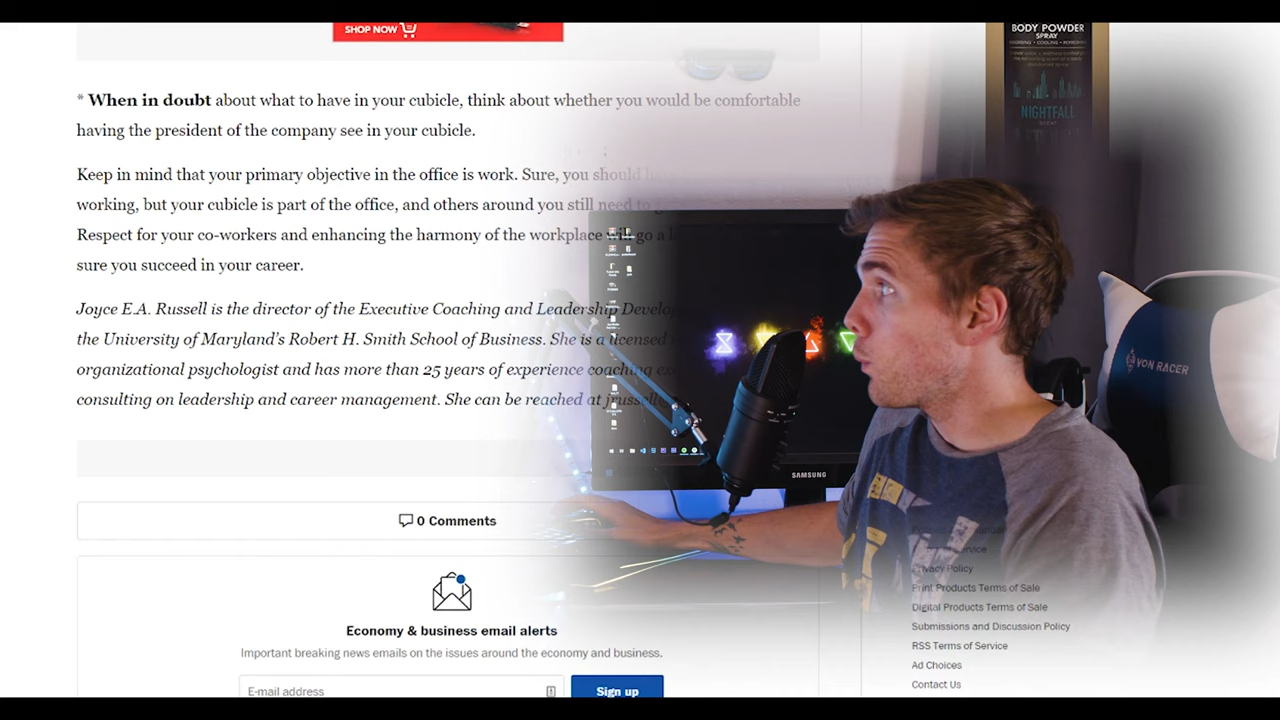 SHOP NOW
BODY POWDER
SPRAY
NIGHTFALL
* When in doubt about what to have in your cubicle, think about whether you would be comfortable
having the president of the company see in your cubicle.
Keep in mind that your primary objective in the office is work. Sure, you should
working, but your cubicle is part of the office, and others around you still need to
Respect for your co-workers and enhancing the harmony of the workplace will go a
sure you succeed in your career.
Joyce E.A. Russell is the director of the Executive Coaching and Leadership
the University of Maryland's Robert H. Smith School of Business. She is a licensed
organizational psychologist and has more than 25 years of experience coaching
consulting on leadership and career management. She can be reached at
VON RACER
SAMSUNG
0 Comments
Economy & business email alerts
Important breaking news emails on the issues around the economy and business.
E-mail address
Sign up
Privacy Policy
Print Products Terms of Sale
Digital Products Terms of Sale
Submissions and Discussion Policy
RSS Terms of Service
Ad Choices
Contact Us